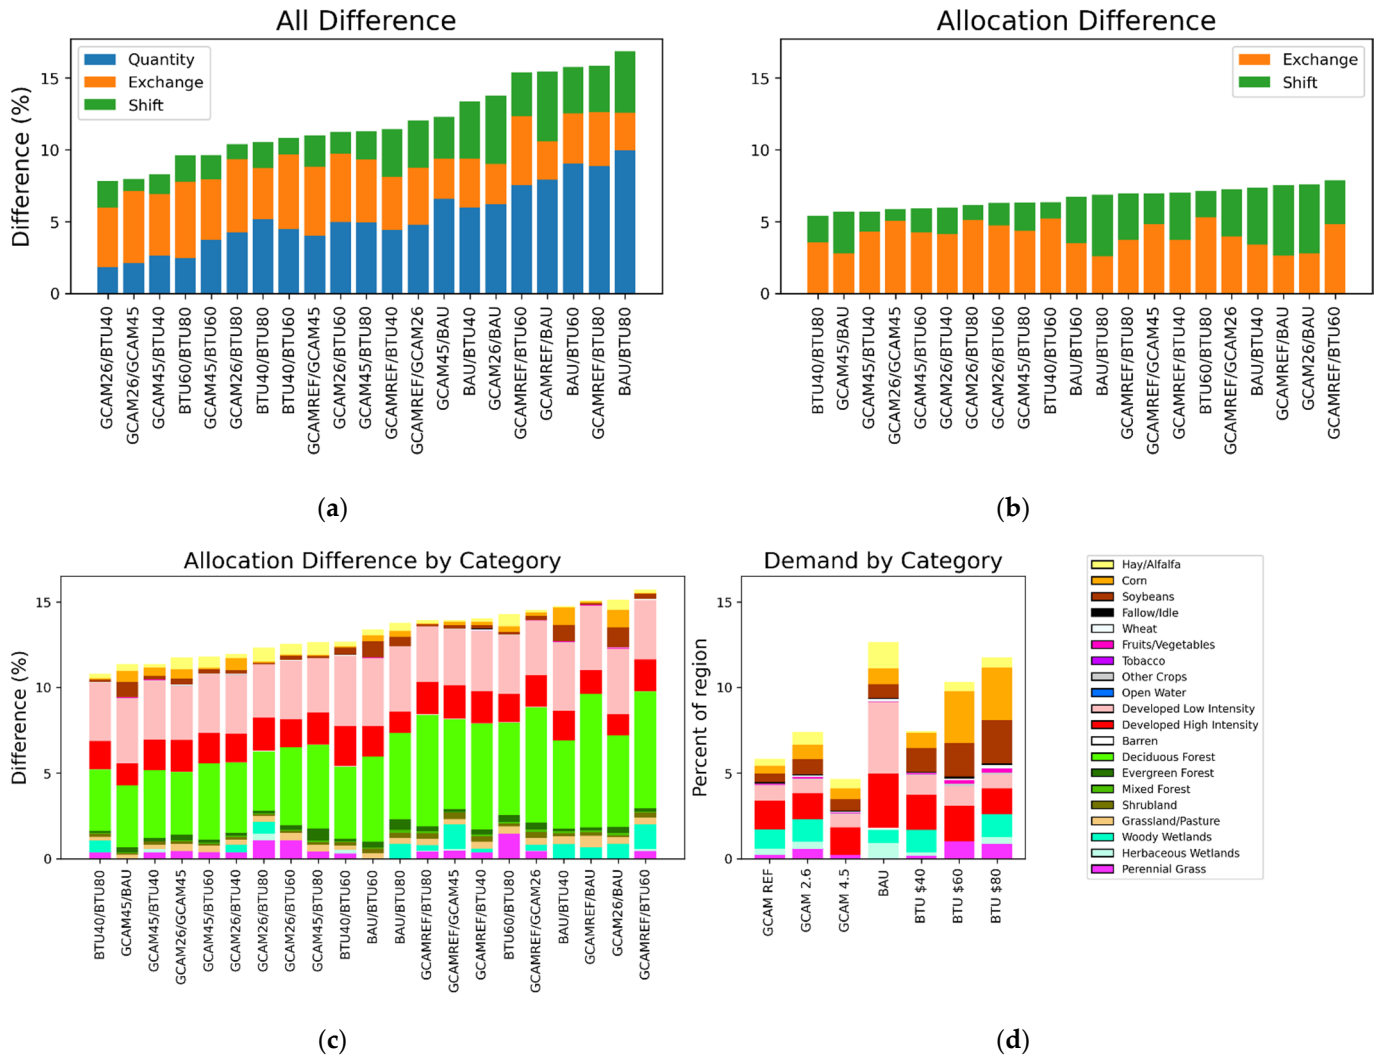 All Difference
Difference (%)
15
10
5
0
Quantity
Exchange
Shift
GCAM26/BTU40
GCAM26/GCAM45
GCAM45/BTU40
BTU60/BTU80
GCAM45/BTU60
GCAM26/BTU80
BTU40/BTU80
BTU40/BTU60
GCAMREF/GCAM45
GCAM26/BTU60
GCAM45/BTU80
GCAMREF/BTU40
GCAMREF/GCAM26
GCAM45/BAU
BAU/BTU40
GCAM26/BAU
GCAMREF/BTU60
GCAMREF/BAU
BAU/BTU60
GCAMREF/BTU80
BAU/BTU80
(a)
Allocation Difference
15
10
5
0
Exchange
Shift
BTU40/BTU80
GCAM45/BAU
GCAM45/BTU40
GCAM26/GCAM45
GCAM45/BTU60
GCAM26/BTU40
GCAM26/BTU80
GCAM26/BTU60
GCAM45/BTU80
BTU40/BTU60
BAU/BTU60
BAU/BTU80
GCAMREF/BTU80
GCAMREF/GCAM45
GCAMREF/BTU40
BTU60/BTU80
GCAMREF/GCAM26
BAU/BTU40
GCAMREF/BAU
GCAM26/BAU
GCAMREF/BTU60
(b)
Allocation Difference by Category
Difference (%)
15
10
5
0
BTU40/BTU80
GCAM45/BAU
GCAM45/BTU40
GCAM26/GCAM45
GCAM45/BTU60
GCAM26/BTU40
GCAM26/BTU80
GCAM26/BTU60
GCAM45/BTU80
BTU40/BTU60
BAU/BTU60
BAU/BTU80
GCAMREF/BTU80
GCAMREF/GCAM45
GCAMREF/BTU40
BTU60/BTU80
GCAMREF/GCAM26
BAU/BTU40
GCAMREF/BAU
GCAM26/BAU
GCAMREF/BTU60
(c)
Demand by Category
Percent of region
15
10
5
0
GCAM REF
GCAM 2.6
GCAM 4.5
BAU
BTU $40
BTU $60
BTU $80
(d)
Hay/Alfalfa
Corn
Soybeans
Fallow/Idle
Wheat
Fruits/Vegetables
Tobacco
Other Crops
Open Water
Developed Low Intensity
Developed High Intensity
Barren
Deciduous Forest
Evergreen Forest
Mixed Forest
Shrubland
Grassland/Pasture
Woody Wetlands
Herbaceous Wetlands
Perennial Grass